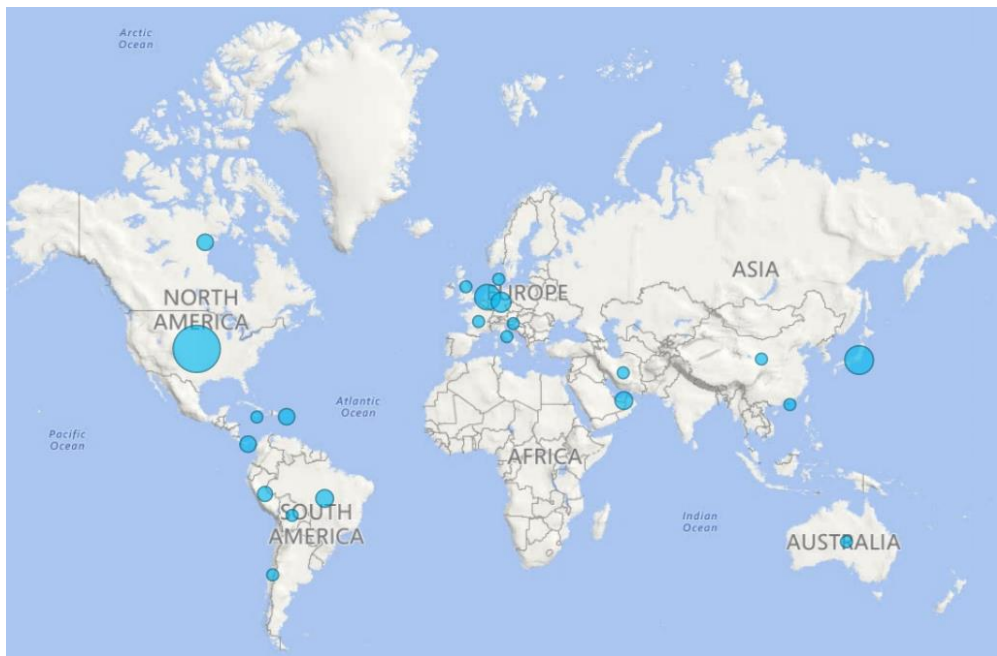 Arctic
Ocean
NORTH
AMERICA
EUROPE
ASIA
Atlantic
Ocean
Pacific
Ocean
AFRICA
SOUTH
AMERICA
Indian
Ocean
AUSTRALIA